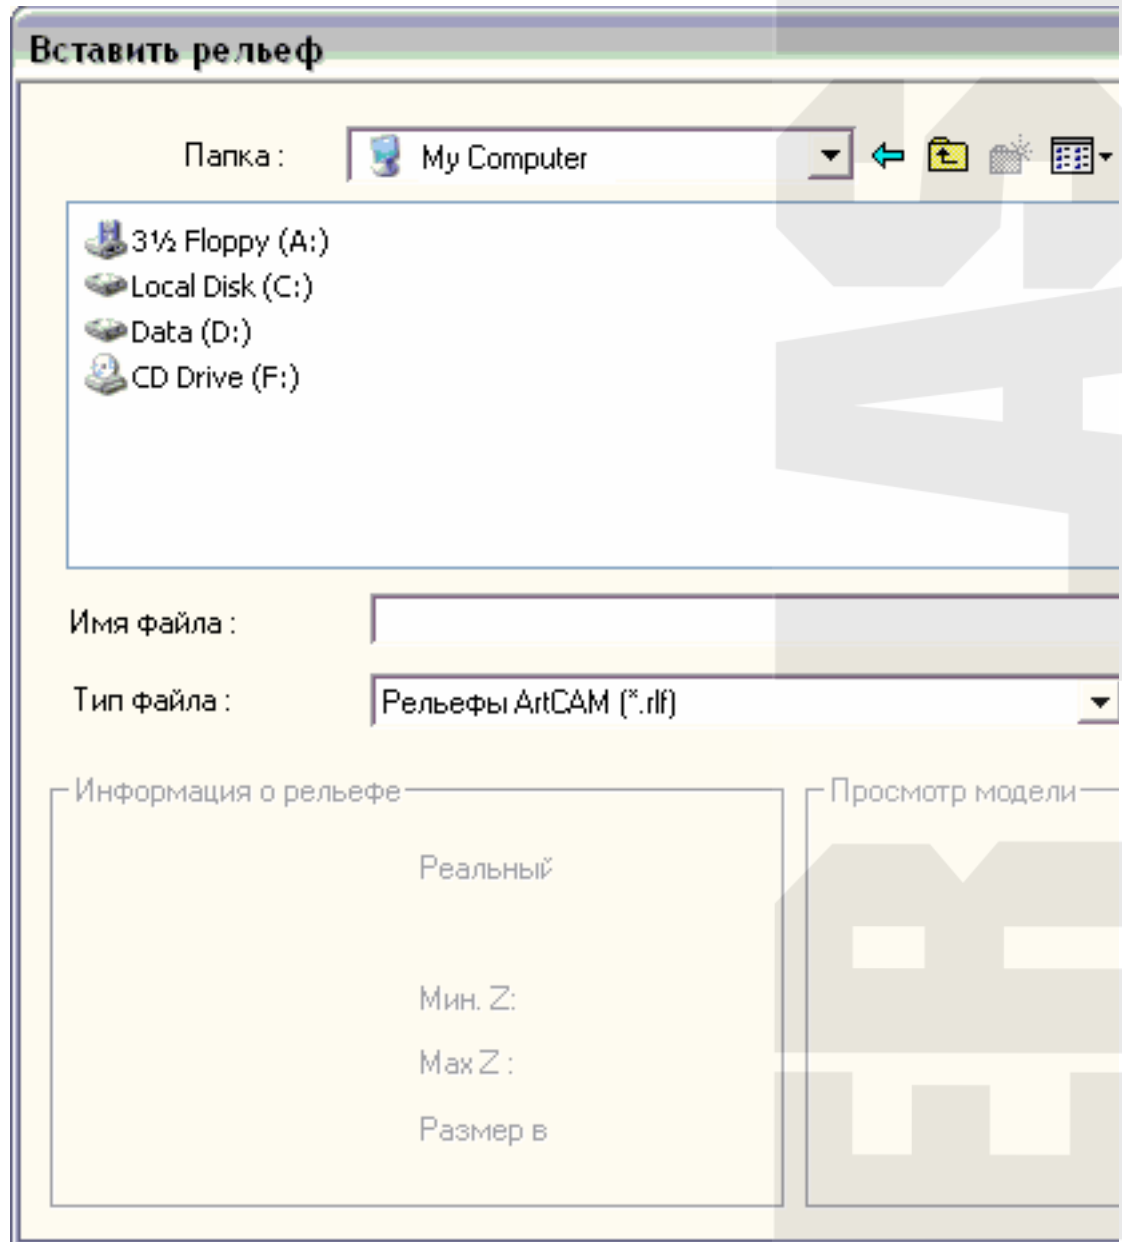 Вставить рельеф
Папка :
My Computer
3½ Floppy (A:)
Local Disk (C:)
Data (D:)
CD Drive (F:)
Имя файла :
Тип файла :
Рельефы ArtCAM (*.rlf)
Информация о рельефе
Просмотр модели
Реальный
Мин. Z:
Max Z :
Размер в